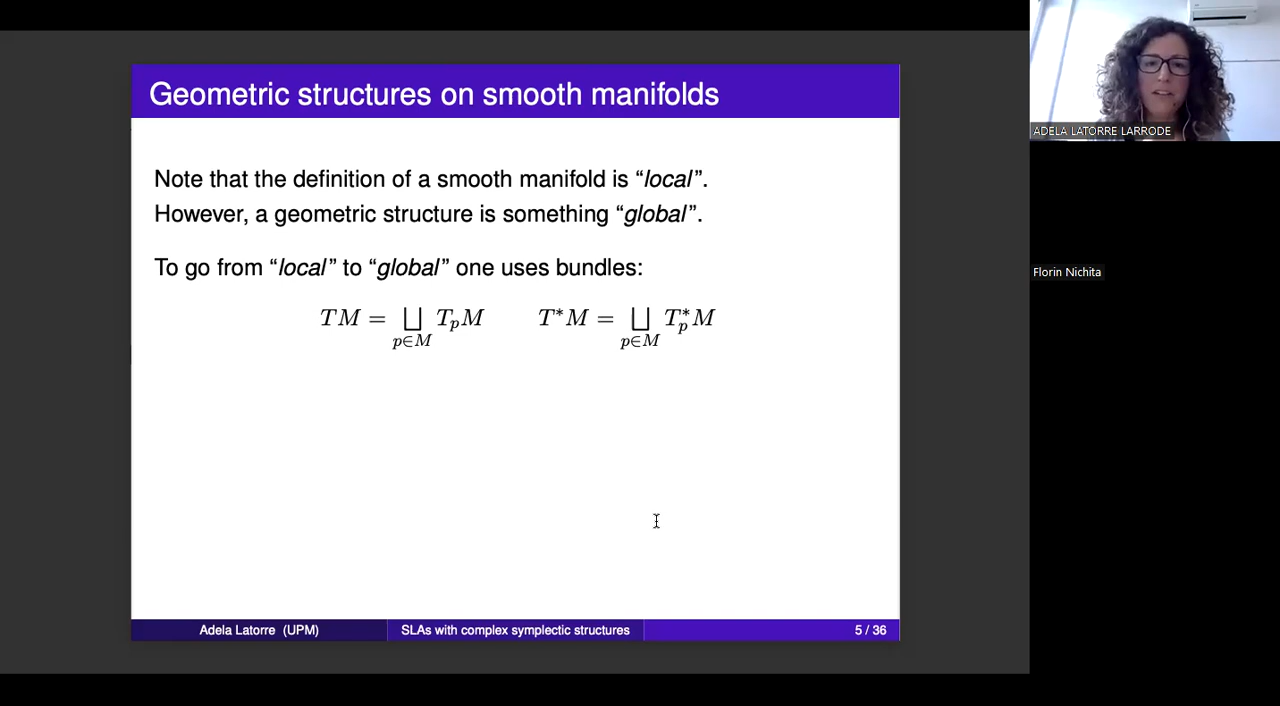 Geometric structures on smooth manifolds
Note that the definition of a smooth manifold is “local”.
However, a geometric structure is something “global”.
To go from “local” to “global” one uses bundles:
TM = ⨆_{p∈M} T_pM    T*M = ⨆_{p∈M} T*_pM
Adela Latorre (UPM)    SLAs with complex symplectic structures    5 / 36
ADELA LATORRE LARRODE
Florin Nichita